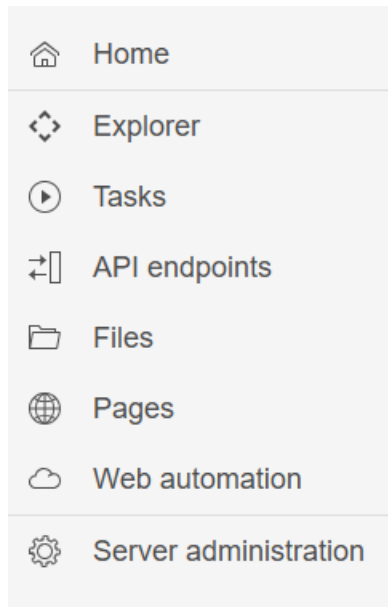 Home
Explorer
Tasks
API endpoints
Files
Pages
Web automation
Server administration